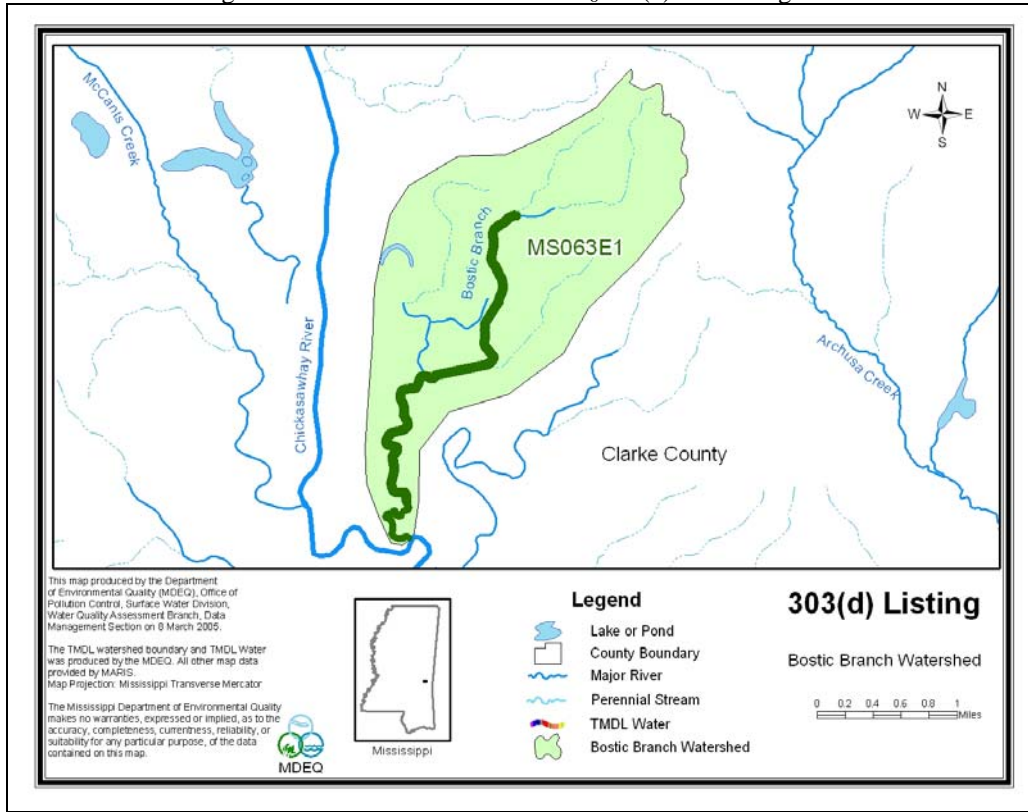 McCants Creek
Chickasawhay River
Bostic Branch
MS063E1
Archusa Creek
Clarke County
N
W
E
S
This map produced by the Department
of Environmental Quality (MDEQ), Office of
Pollution Control, Surface Water Division,
Water Quality Assessment Branch, Data
Management Section on 8 March 2005.
The TMDL watershed boundary and TMDL Water
was produced by the MDEQ. All other map data
provided by MARIS.
Map Projection: Mississippi Transverse Mercator
The Mississippi Department of Environmental Quality
makes no warranties, expressed or implied, as to the
accuracy, completeness, currentness, reliability, or
suitability for any particular purpose, of the data
contained on this map.
MDEQ
Mississippi
Legend
Lake or Pond
County Boundary
Major River
Perennial Stream
TMDL Water
Bostic Branch Watershed
303(d) Listing
Bostic Branch Watershed
0 0.2 0.4 0.6 0.8 1
Miles